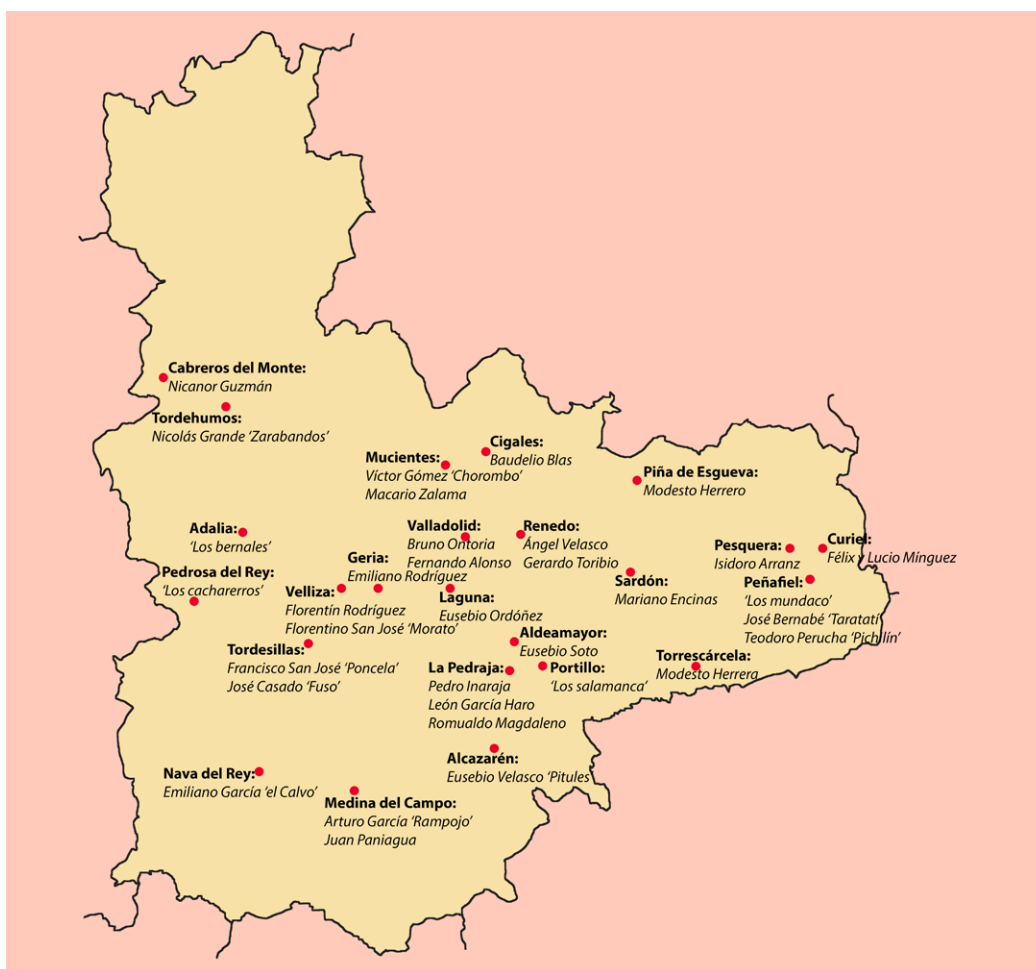 Cabreros del Monte:
Nicanor Guzmán
Tordehumos:
Nicolás Grande ‘Zarabandos’
Cigales:
Baudelio Blas
Mucientes:
Víctor Gómez ‘Chorombo’
Macario Zalama
Piña de Esgueva:
Modesto Herrero
Adalia:
‘Los bernales’
Valladolid:
Bruno Ontoria
Fernando Alonso
Renedo:
Ángel Velasco
Gerardo Toribio
Pesquera:
Isidoro Arranz
Curiel:
Félix y Lucio Mínguez
Geria:
Emiliano Rodríguez
Pedrosa del Rey:
‘Los cachareros’
Sardón:
Mariano Encinas
Peñafiel:
‘Los mundaco’
José Bernabé ‘Taratatí’
Teodoro Perucha ‘Pichilín’
Velliza:
Florentín Rodríguez
Florentino San José ‘Morato’
Laguna:
Eusebio Ordóñez
Aldeamayor:
Eusebio Soto
Tordesillas:
Francisco San José ‘Poncela’
José Casado ‘Fuso’
La Pedraja:
Pedro Inaraja
León García Haro
Romualdo Magdaleno
Portillo:
‘Los salamanca’
Torrescárcela:
Modesto Herrera
Alcazarén:
Eusebio Velasco ‘Pitules
Nava del Rey:
Emiliano García ‘el Calvo’
Medina del Campo:
Arturo García ‘Rampojo’
Juan Paniagua